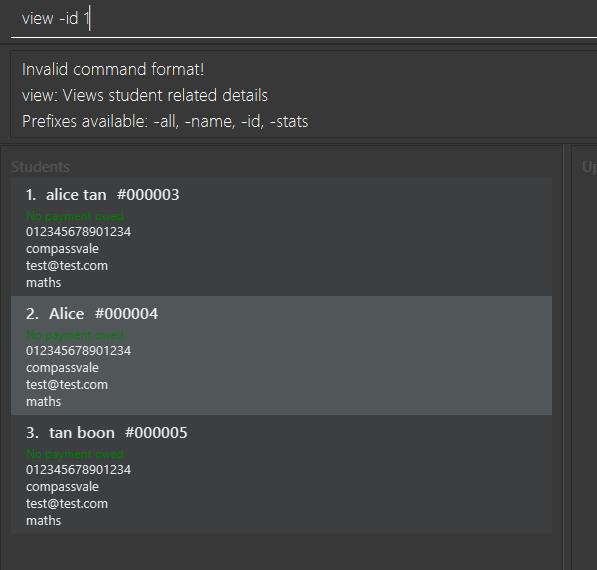 view -id 1
Invalid command format!
view: Views student related details
Prefixes available: -all, -name, -id, -stats
Students
Up
1. alice tan #000003
No payment owed
012345678901234
compassvale
test@test.com
maths
2. Alice #000004
No payment owed
012345678901234
compassvale
test@test.com
maths
3. tan boon #000005
No payment owed
012345678901234
compassvale
test@test.com
maths